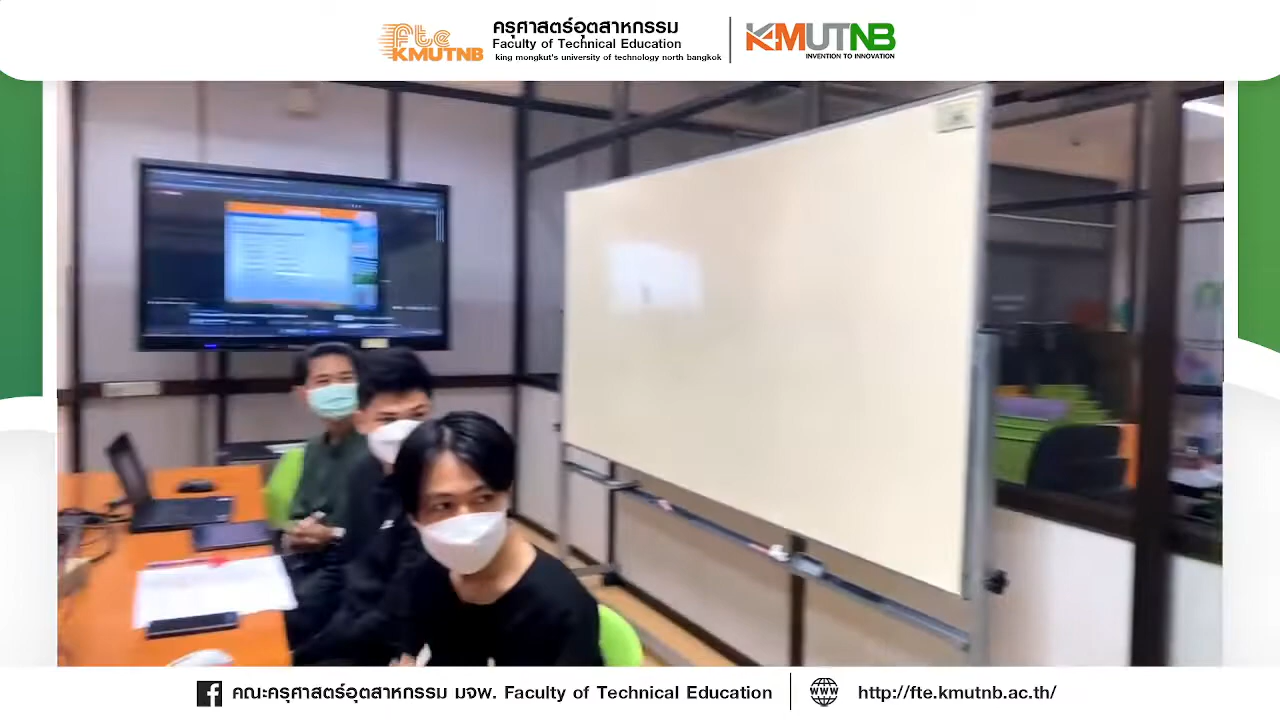 fte
KMUTNB
ครุศาสตร์อุตสาหกรรม
Faculty of Technical Education
king mongkut's university of technology north bangkok
KMUTNB
INVENTION TO INNOVATION
คณะครุศาสตร์อุตสาหกรรม มจพ. Faculty of Technical Education
www
http://fte.kmutnb.ac.th/